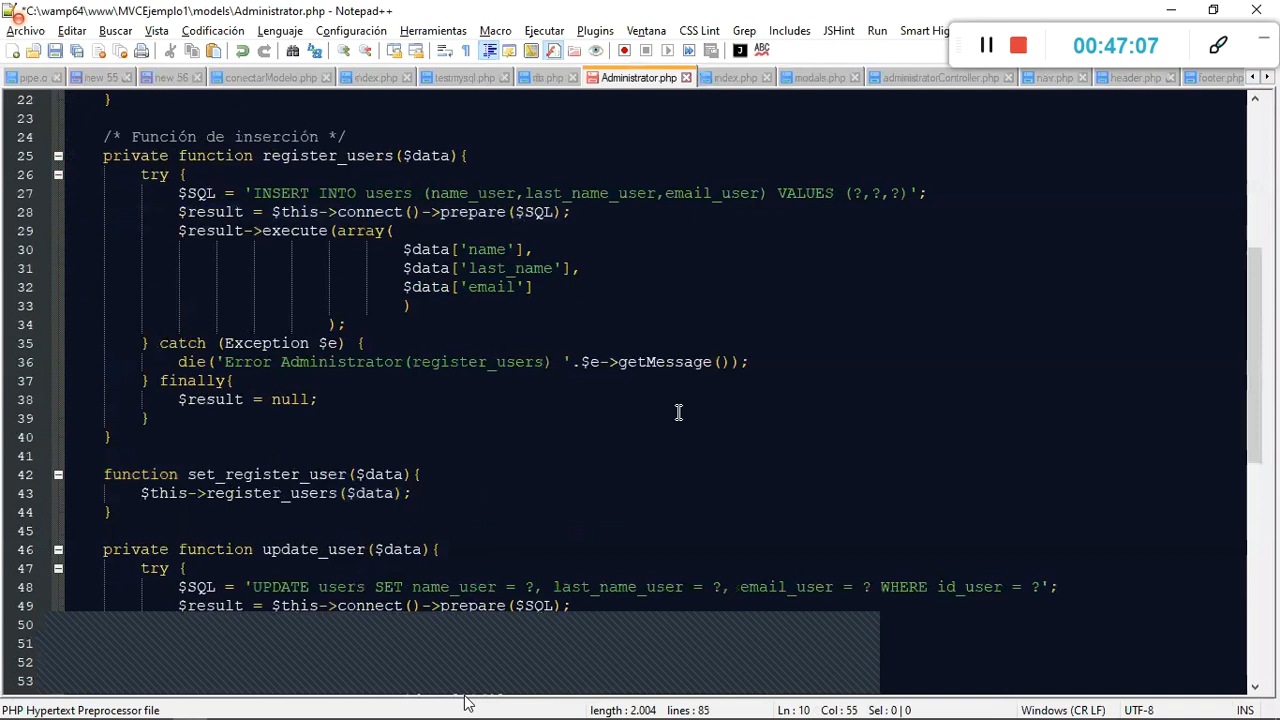 *C:\wamp64\www\MVCEjemplo1\models\Administrator.php - Notepad++
Archivo Editar Buscar Vista Codificación Lenguaje Configuración Herramientas Macro Ejecutar Plugins Ventana CSS Lint Grep Includes JSHint Run Smart Hig
00:47:07
pipe.o new 55 new 56 conectarModelo.php index.php testmysql.php Administrator.php index.php modals.php administratorController.php nav.php header.php footer.php
22 }
23
24 /* Función de inserción */
25 private function register_users($data){
26 try {
27 $SQL = 'INSERT INTO users (name_user,last_name_user,email_user) VALUES (?,?,?)';
28 $result = $this->connect()->prepare($SQL);
29 $result->execute(array(
30 $data['name'],
31 $data['last_name'],
32 $data['email']
33 )
34 );
35 } catch (Exception $e) {
36 die('Error Administrator(register_users) '.$e->getMessage());
37 } finally{
38 $result = null;
39 }
40 }
41
42 function set_register_user($data){
43 $this->register_users($data);
44 }
45
46 private function update_user($data){
47 try {
48 $SQL = 'UPDATE users SET name_user = ?, last_name_user = ?, email_user = ? WHERE id_user = ?';
49 $result = $this->connect()->prepare($SQL);
50
51
52
53
PHP Hypertext Preprocessor file length : 2.004 lines : 85 Ln : 10 Col : 55 Sel : 0 | 0 Windows (CR LF) UTF-8 INS